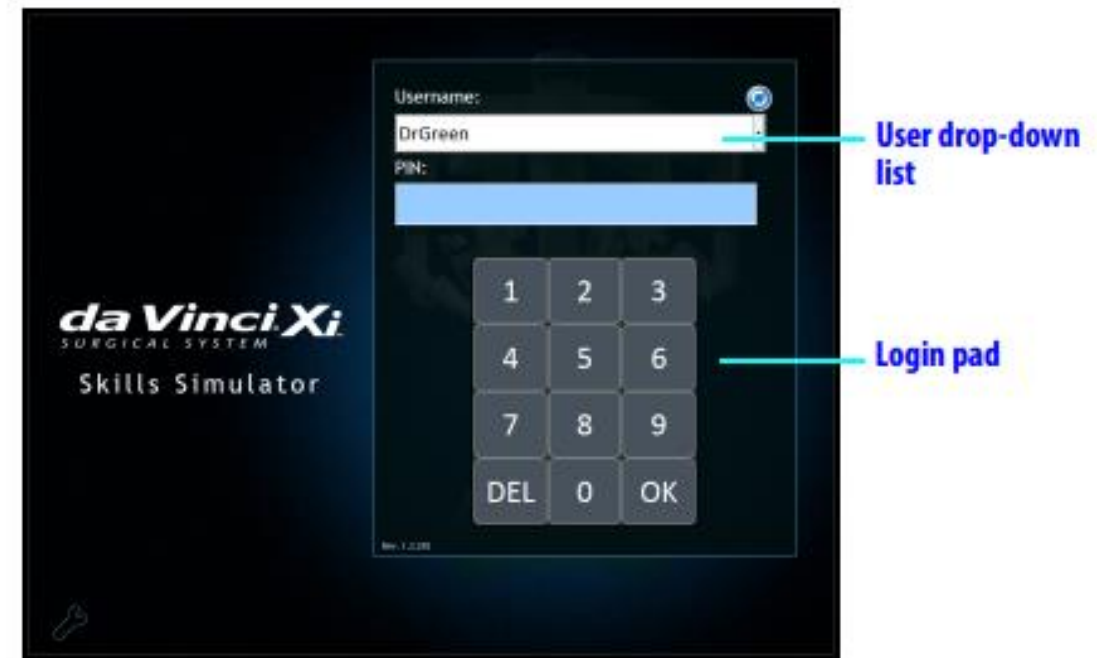 Username:
DrGreen
PIN:
1 2 3
4 5 6
7 8 9
DEL 0 OK
da Vinci Xi
SURGICAL SYSTEM
Skills Simulator
User drop-down
list
Login pad